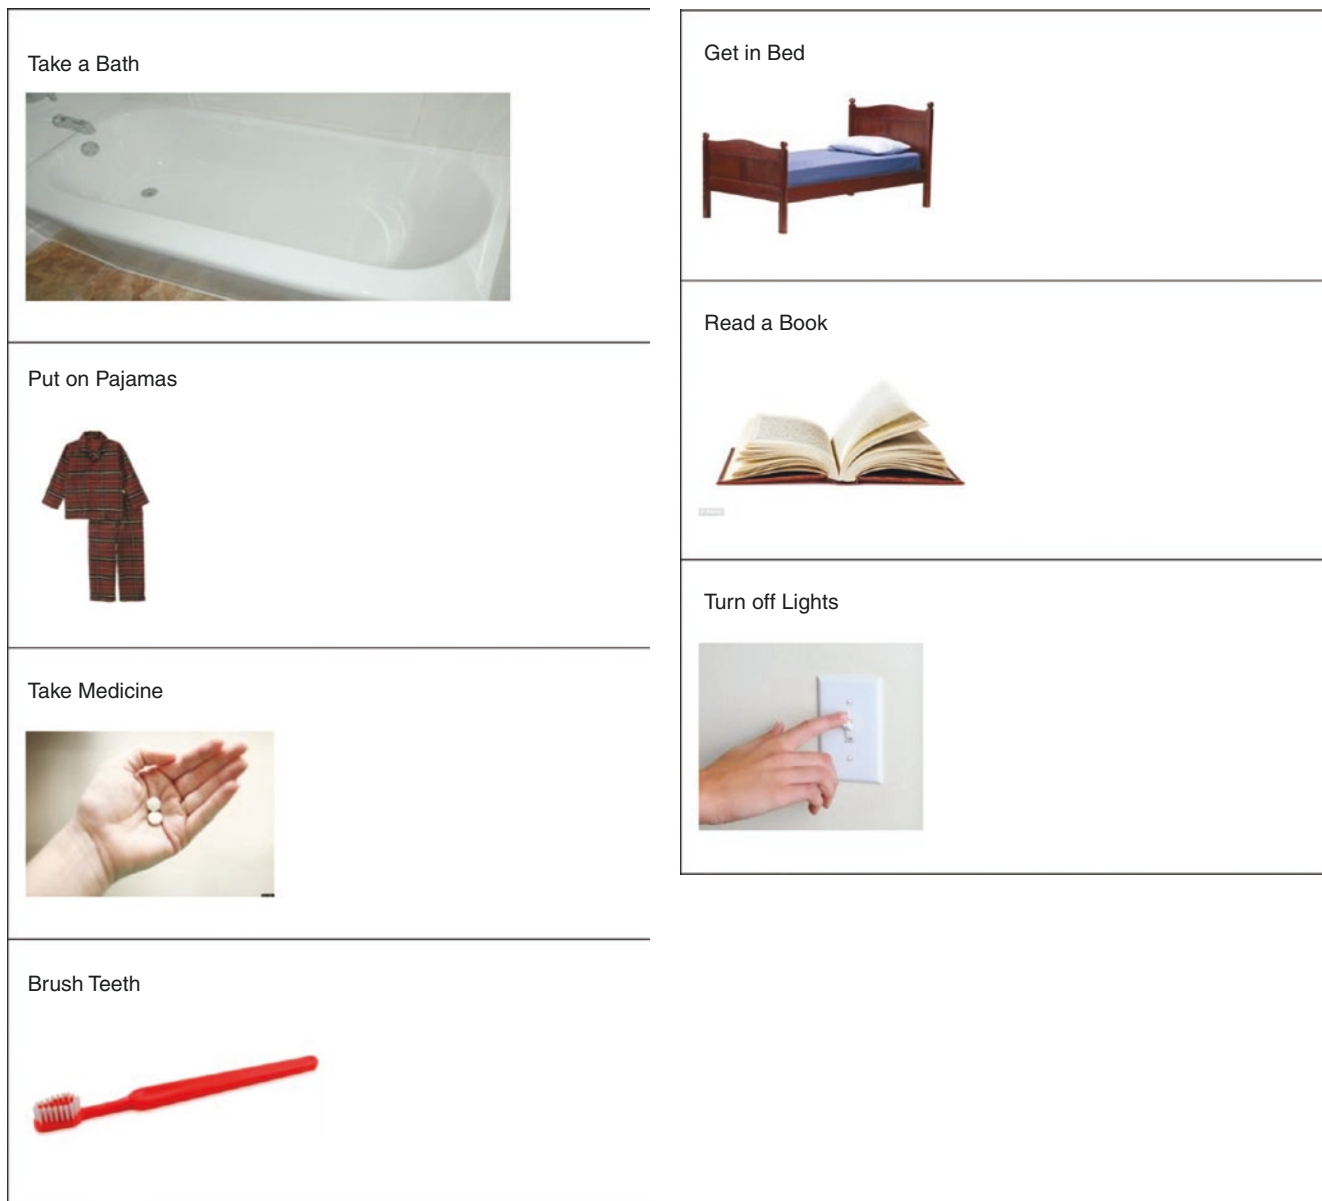 Take a Bath
Put on Pajamas
Take Medicine
Brush Teeth
Get in Bed
Read a Book
Turn off Lights